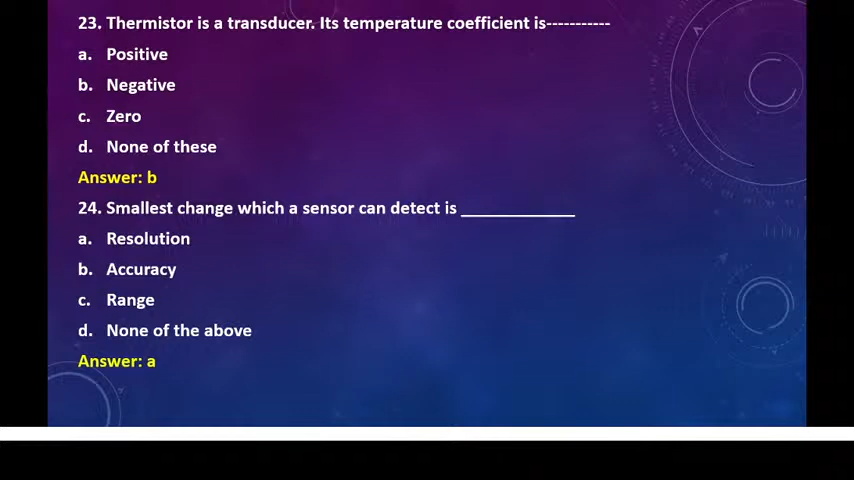 23. Thermistor is a transducer. Its temperature coefficient is-----------
a. Positive
b. Negative
c. Zero
d. None of these
Answer: b
24. Smallest change which a sensor can detect is _____________
a. Resolution
b. Accuracy
c. Range
d. None of the above
Answer: a